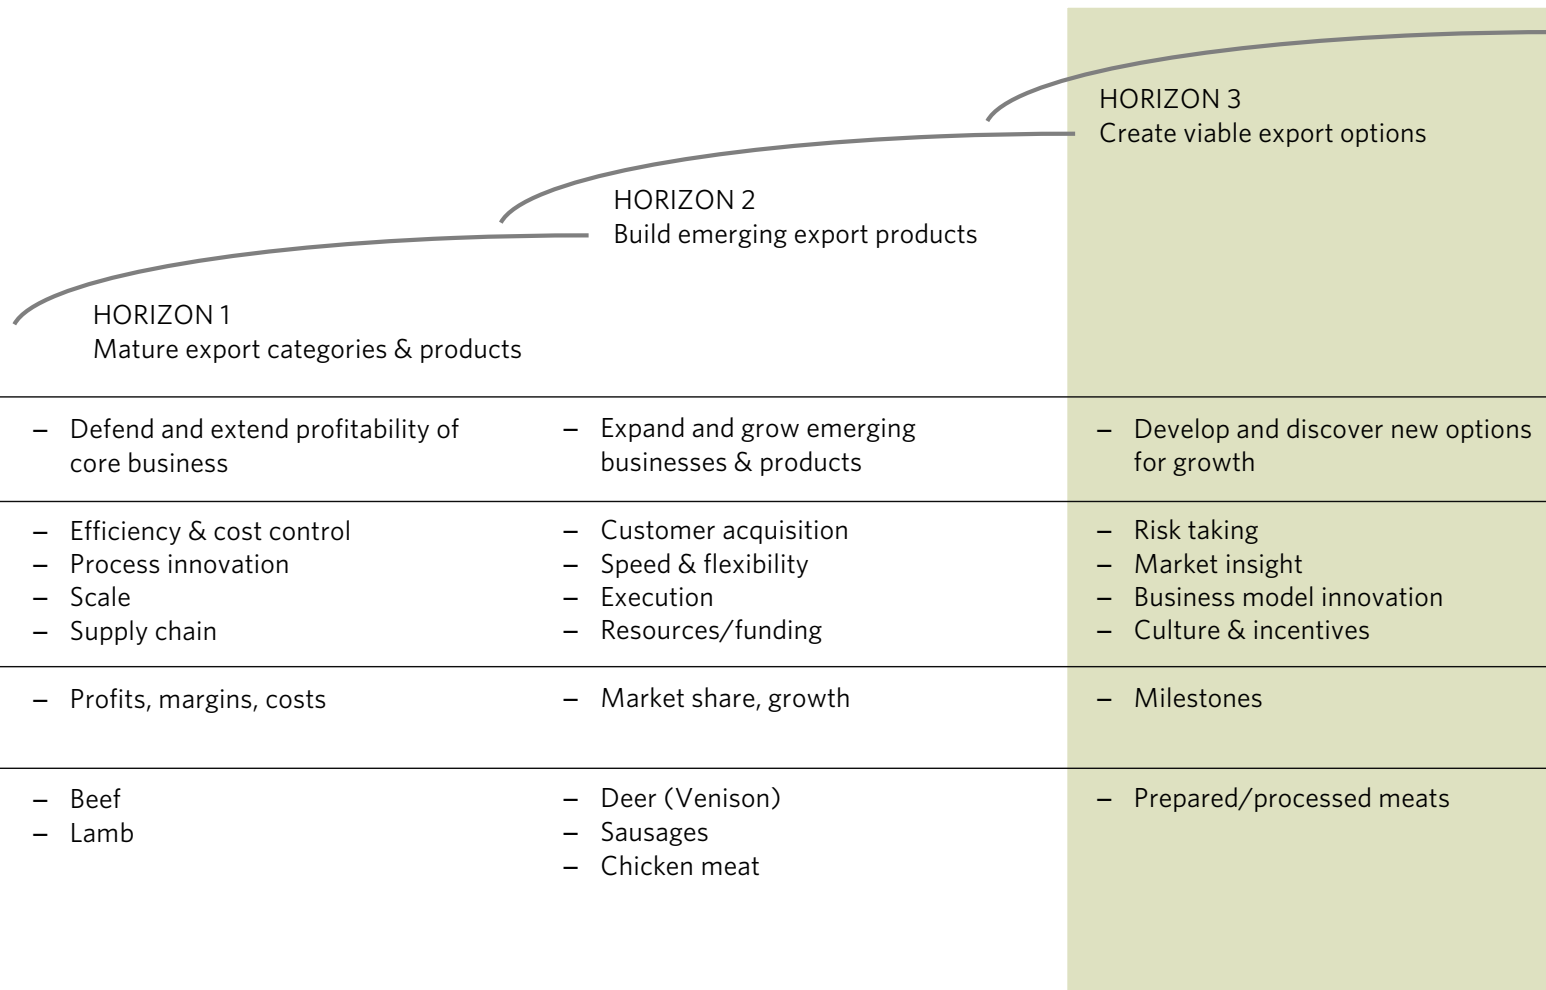 HORIZON 3
Create viable export options
HORIZON 2
Build emerging export products
HORIZON 1
Mature export categories & products
– Defend and extend profitability of
core business
– Expand and grow emerging
businesses & products
– Develop and discover new options
for growth
– Efficiency & cost control
– Process innovation
– Scale
– Supply chain
– Customer acquisition
– Speed & flexibility
– Execution
– Resources/funding
– Risk taking
– Market insight
– Business model innovation
– Culture & incentives
– Profits, margins, costs
– Market share, growth
– Milestones
– Beef
– Lamb
– Deer (Venison)
– Sausages
– Chicken meat
– Prepared/processed meats